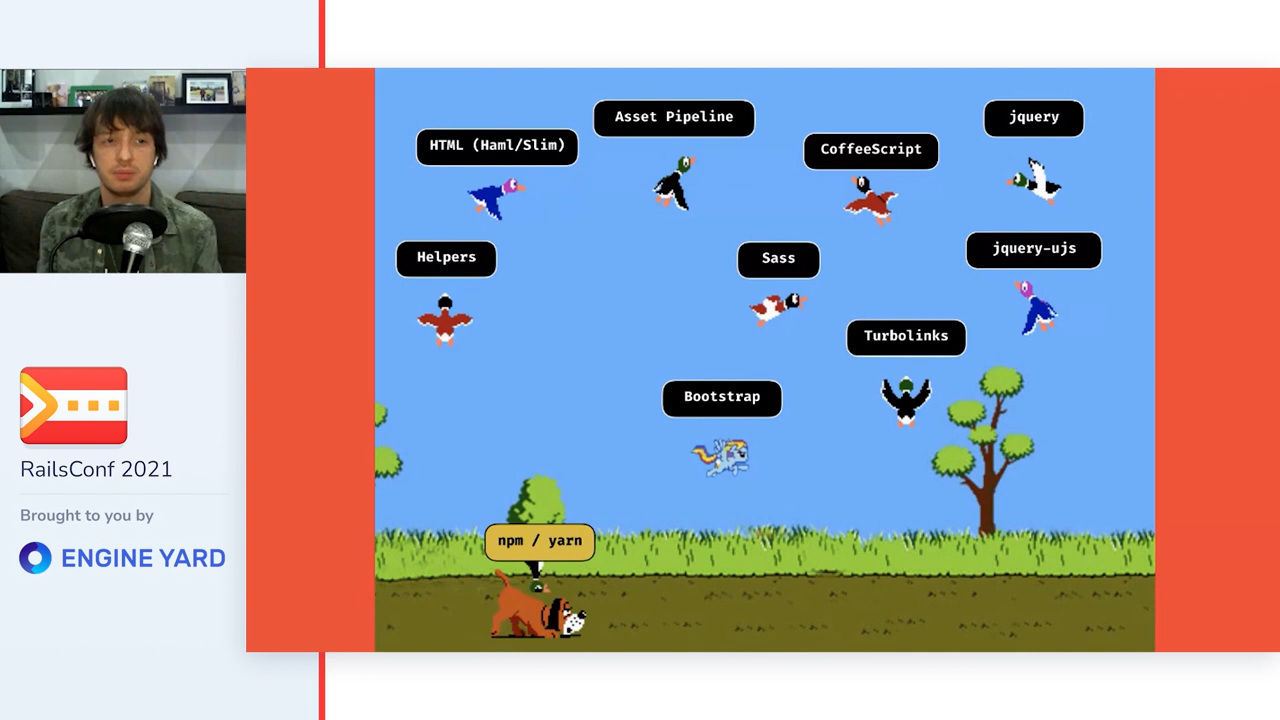 Asset Pipeline
jquery
HTML (Haml/Slim)
CoffeeScript
Helpers
Sass
jquery-ujs
Turbolinks
Bootstrap
npm / yarn
RailsConf 2021
Brought to you by
ENGINE YARD